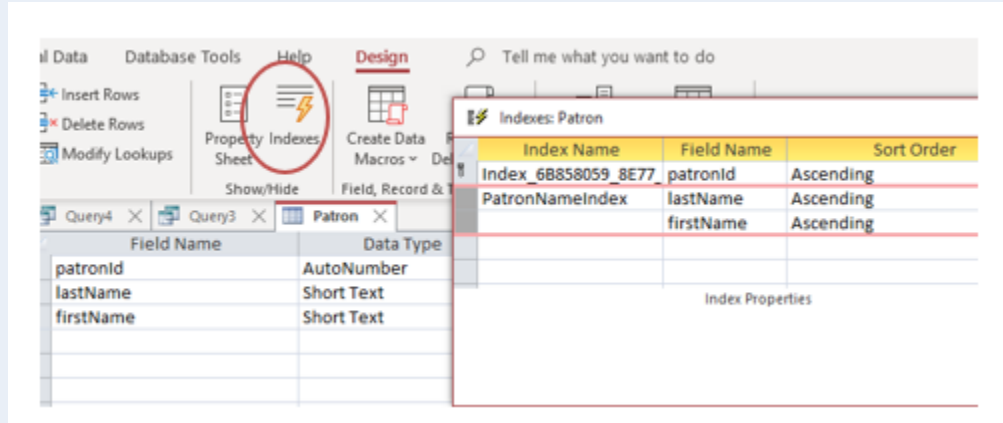 al Data Database Tools Help Design Tell me what you want to do
Insert Rows
Delete Rows
Modify Lookups
Property Sheet
Indexes
Create Data Macros
Del
Show/Hide
Field, Record & T
Query4 Query3 Patron
Field Name Data Type
patronId AutoNumber
lastName Short Text
firstName Short Text
Indexes: Patron
Index Name Field Name Sort Order
Index_6B858059_8E77_ patronId Ascending
PatronNameIndex lastName Ascending
firstName Ascending
Index Properties